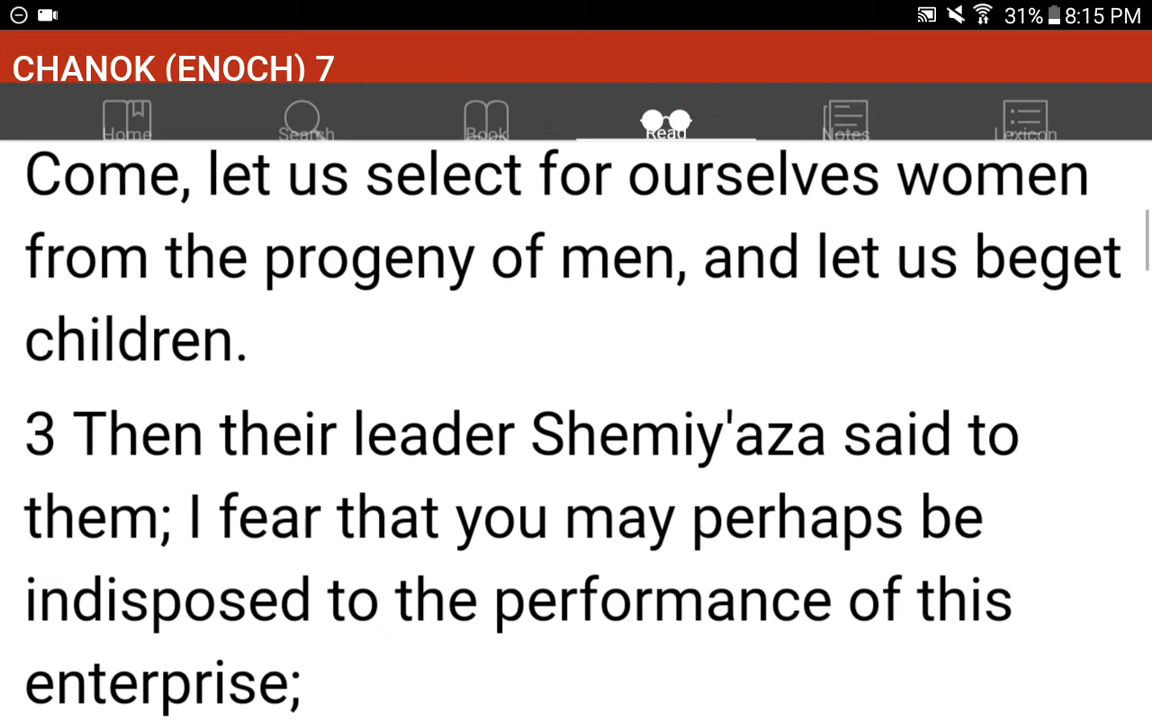 31% 8:15 PM
CHANOK (ENOCH) 7
Home Search Book Read Notes Lexicon
Come, let us select for ourselves women
from the progeny of men, and let us beget
children.
3 Then their leader Shemiy'aza said to
them; I fear that you may perhaps be
indisposed to the performance of this
enterprise;